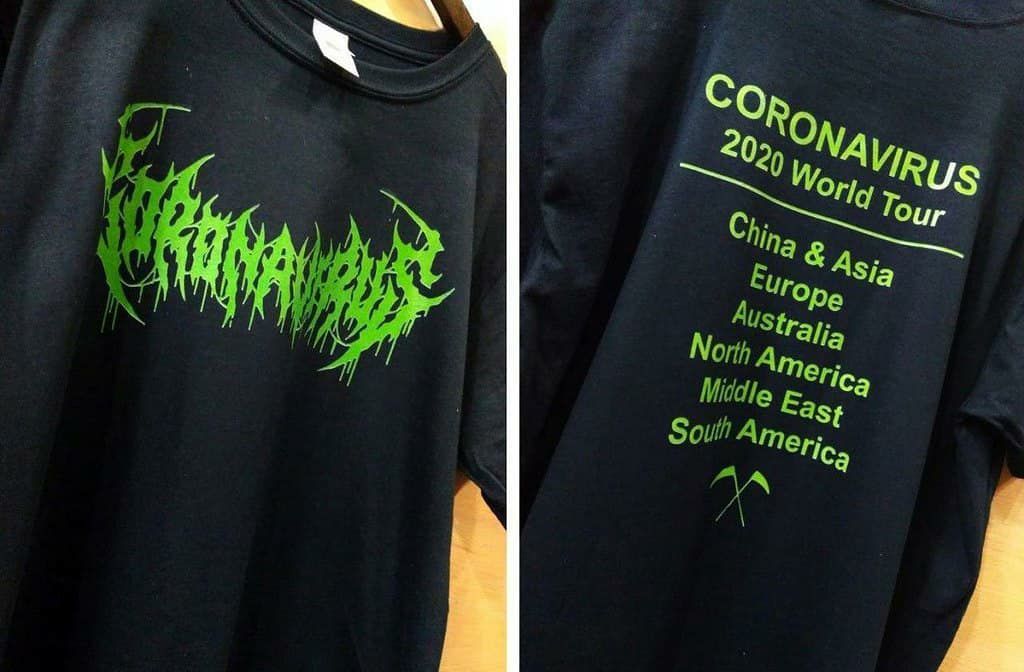 CORONAVIRUS
CORONAVIRUS
2020 World Tour
China & Asia
Europe
Australia
North America
Middle East
South America